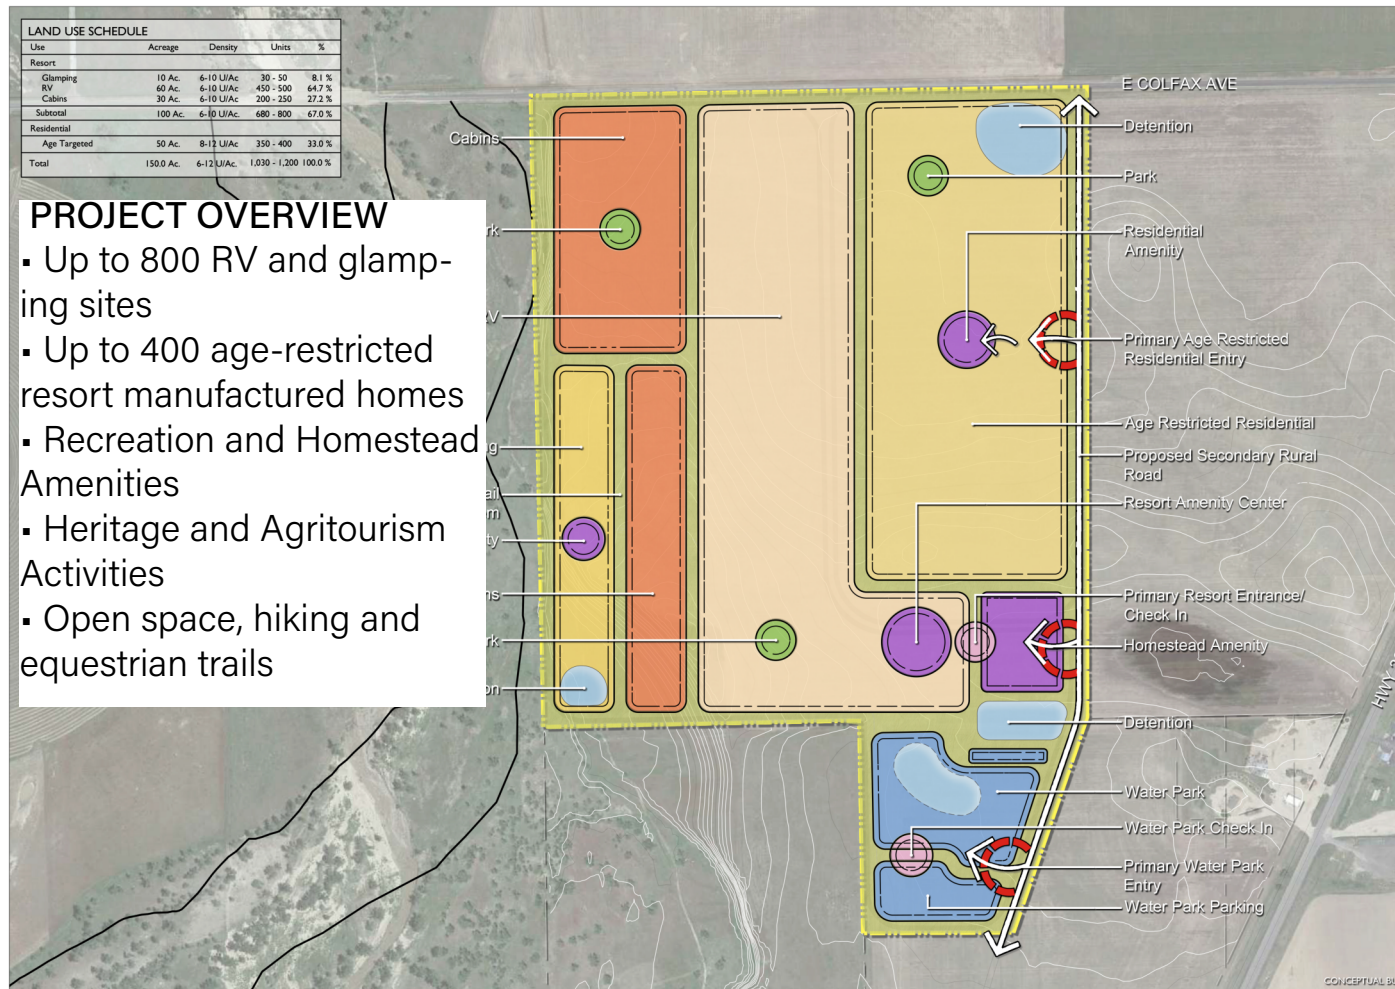 LAND USE SCHEDULE
Use Acreage Density Units %
Resort
Glamping 10 Ac. 6-10 U/Ac 30 - 50 8.1 %
RV 60 Ac. 6-10 U/Ac 450 - 500 64.7 %
Cabins 30 Ac. 6-10 U/Ac 200 - 250 27.2 %
Subtotal 100 Ac. 6-10 U/Ac. 680 - 800 67.0 %
Residential
Age Targeted 50 Ac. 8-12 U/Ac 350 - 400 33.0 %
Total 150.0 Ac. 6-12 U/Ac. 1,030 - 1,200 100.0 %
PROJECT OVERVIEW
▪ Up to 800 RV and glamp-
ing sites
▪ Up to 400 age-restricted
resort manufactured homes
▪ Recreation and Homestead
Amenities
▪ Heritage and Agritourism
Activities
▪ Open space, hiking and
equestrian trails
Cabins
E COLFAX AVE
Detention
Park
Residential
Amenity
Primary Age Restricted
Residential Entry
Age Restricted Residential
Proposed Secondary Rural
Road
Resort Amenity Center
Primary Resort Entrance/
Check In
Homestead Amenity
HWY
Detention
Water Park
Water Park Check In
Primary Water Park
Entry
Water Park Parking
CONCEPTUAL